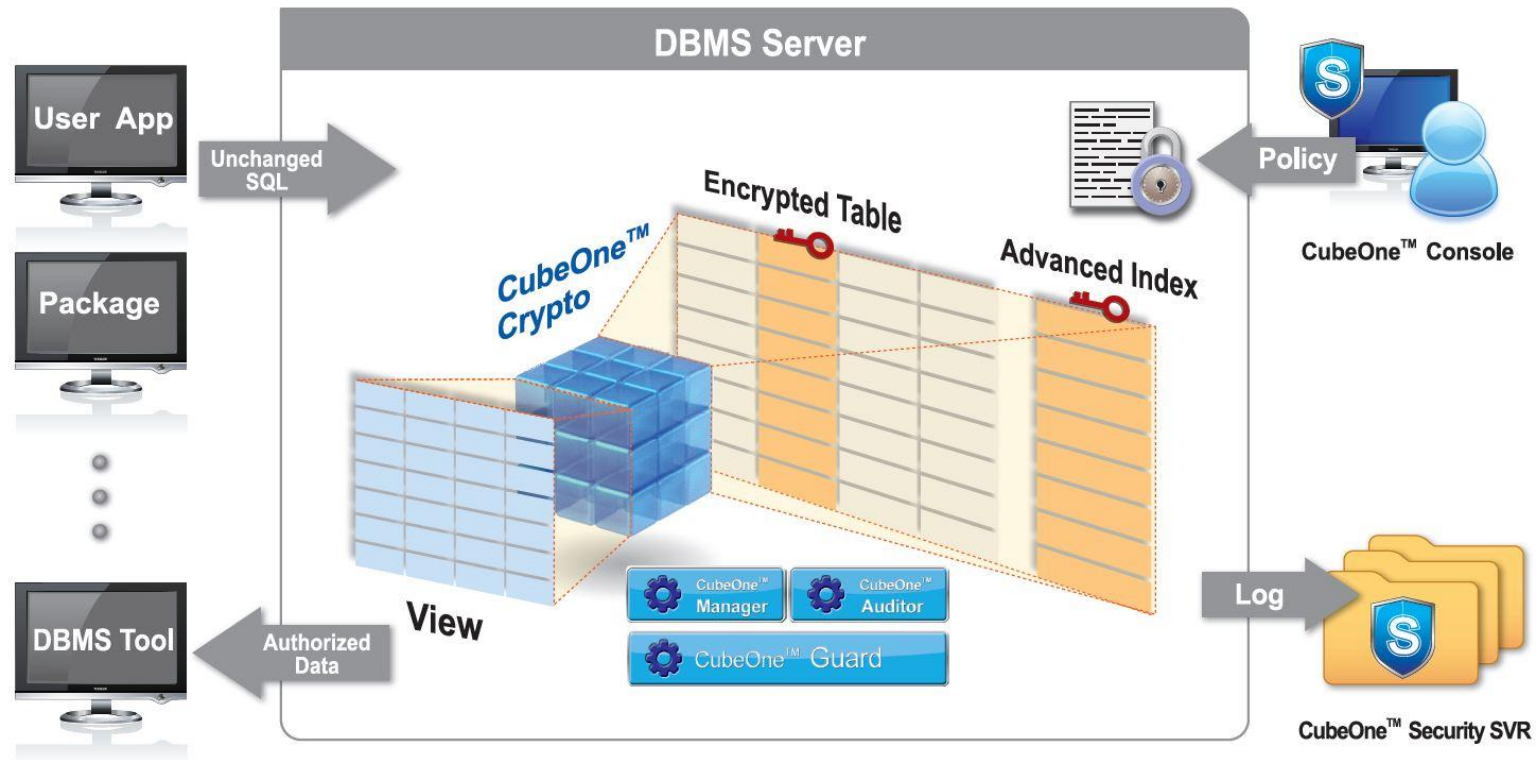 DBMS Server
User App
Unchanged
SQL
Package
DBMS Tool
Authorized
Data
CubeOne™
Crypto
Encrypted Table
Advanced Index
View
CubeOne™
Manager
CubeOne™
Auditor
CubeOne™ Guard
S
Policy
CubeOne™ Console
Log
S
CubeOne™ Security SVR